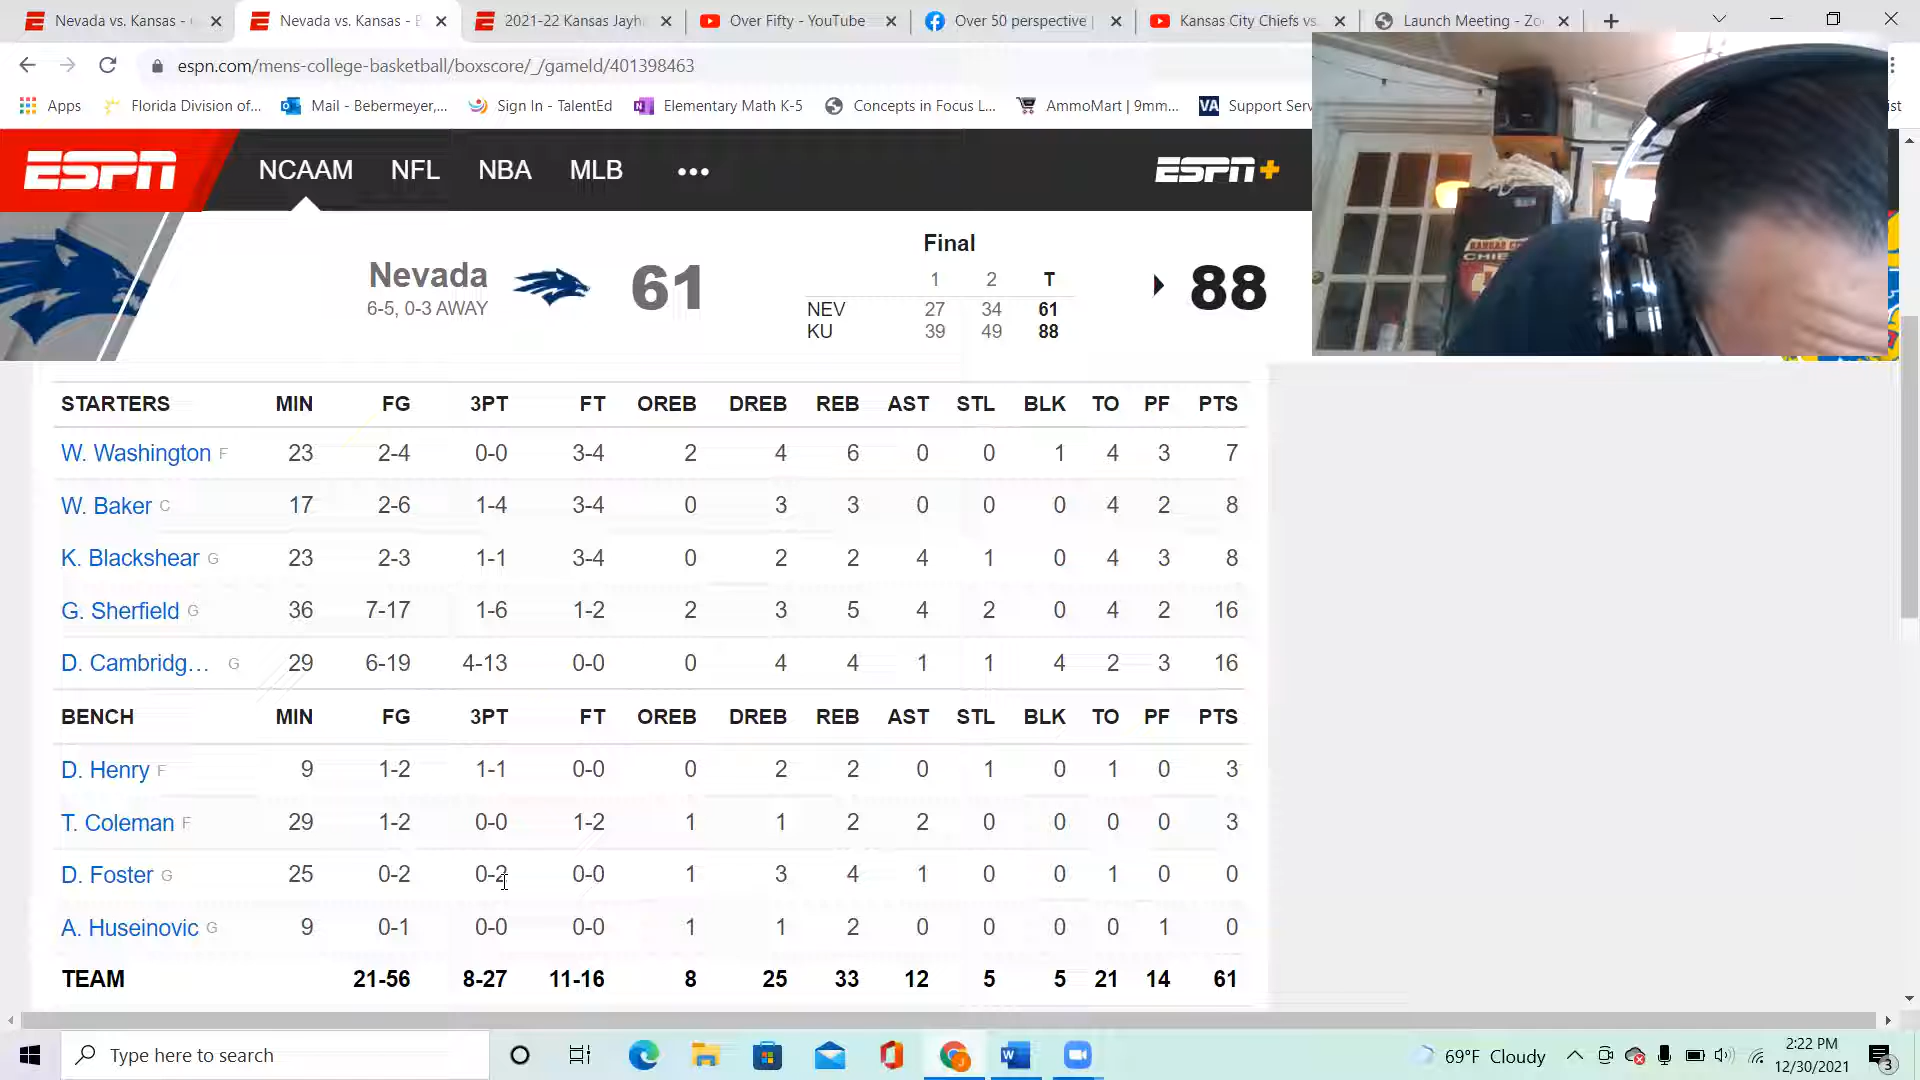 Nevada vs. Kansas - Nevada vs. Kansas - 2021-22 Kansas Jayh Over Fifty - YouTube Over 50 perspective Kansas City Chiefs vs. Launch Meeting - Zo
espn.com/mens-college-basketball/boxscore/_/gameId/401398463
Apps Florida Division of... Mail - Bebermeyer,... Sign In - TalentEd Elementary Math K-5 Concepts in Focus L... AmmoMart | 9mm... VA Support Serv
ESPN NCAAM NFL NBA MLB ••• ESPN+
Final
Nevada 61 1 2 T 88
6-5, 0-3 AWAY NEV 27 34 61
KU 39 49 88
STARTERS MIN FG 3PT FT OREB DREB REB AST STL BLK TO PF PTS
W. Washington F 23 2-4 0-0 3-4 2 4 6 0 0 1 4 3 7
W. Baker C 17 2-6 1-4 3-4 0 3 3 0 0 0 4 2 8
K. Blackshear G 23 2-3 1-1 3-4 0 2 2 4 1 0 4 3 8
G. Sherfield G 36 7-17 1-6 1-2 2 3 5 4 2 0 4 2 16
D. Cambridg... G 29 6-19 4-13 0-0 0 4 4 1 1 4 2 3 16
BENCH MIN FG 3PT FT OREB DREB REB AST STL BLK TO PF PTS
D. Henry F 9 1-2 1-1 0-0 0 2 2 0 1 0 1 0 3
T. Coleman F 29 1-2 0-0 1-2 1 1 2 2 0 0 0 0 3
D. Foster G 25 0-2 0-2 0-0 1 3 4 1 0 0 1 0 0
A. Huseinovic G 9 0-1 0-0 0-0 1 1 2 0 0 0 0 1 0
TEAM 21-56 8-27 11-16 8 25 33 12 5 5 21 14 61
Type here to search 69°F Cloudy 2:22 PM
12/30/2021 3